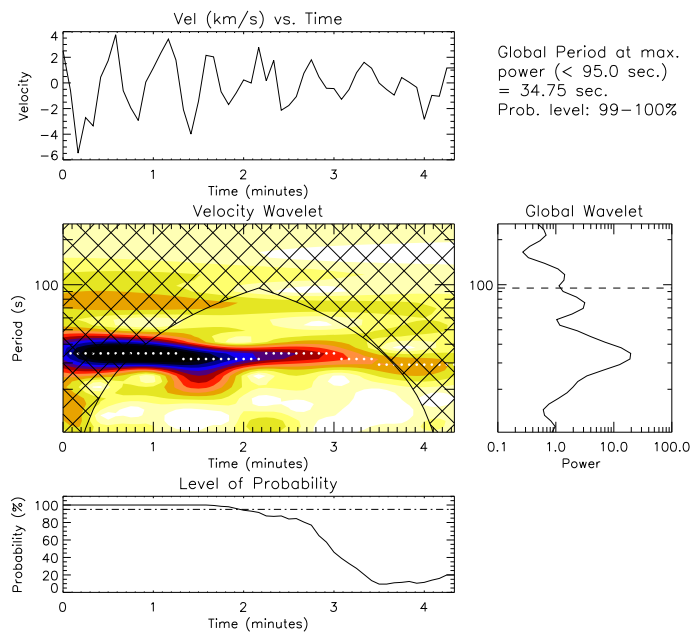 Vel (km/s) vs. Time
4
2
0
−2
−4
−6
Velocity
0 1 2 3 4
Time (minutes)
Global Period at max.
power (< 95.0 sec.)
= 34.75 sec.
Prob. level: 99−100%
Velocity Wavelet
100
Period (s)
0 1 2 3 4
Time (minutes)
Global Wavelet
100
0.1 1.0 10.0 100.0
Power
Level of Probability
100
80
60
40
20
0
Probability (%)
0 1 2 3 4
Time (minutes)